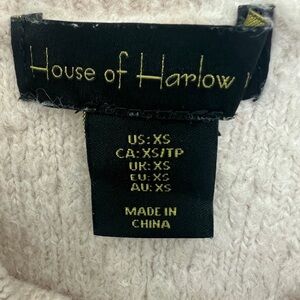 House of Harlow
US: XS
CA: XS/TP
UK: XS
EU: XS
AU: XS
MADE IN
CHINA